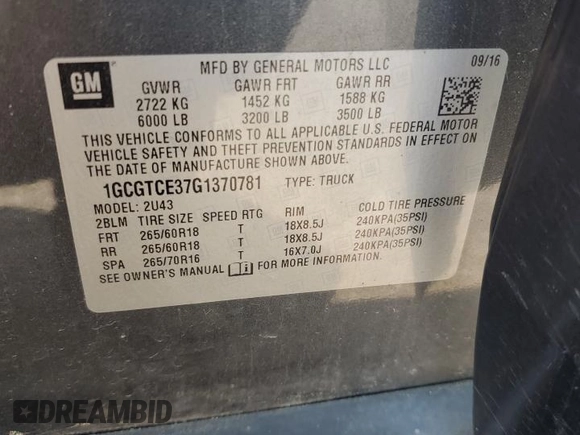 GM
MFD BY GENERAL MOTORS LLC
09/16
GVWR GAWR FRT GAWR RR
2722 KG 1452 KG 1588 KG
6000 LB 3200 LB 3500 LB
THIS VEHICLE CONFORMS TO ALL APPLICABLE U.S. FEDERAL MOTOR
VEHICLE SAFETY AND THEFT PREVENTION STANDARDS IN EFFECT ON
THE DATE OF MANUFACTURE SHOWN ABOVE.
1GCGTCE37G1370781 TYPE: TRUCK
MODEL: 2U43
2BLM TIRE SIZE SPEED RTG RIM COLD TIRE PRESSURE
FRT 265/60R18 T 18X8.5J 240KPA(35PSI)
RR 265/60R18 T 18X8.5J 240KPA(35PSI)
SPA 265/70R16 T 16X7.0J 240KPA(35PSI)
SEE OWNER'S MANUAL FOR MORE INFORMATION.
DREAMBID